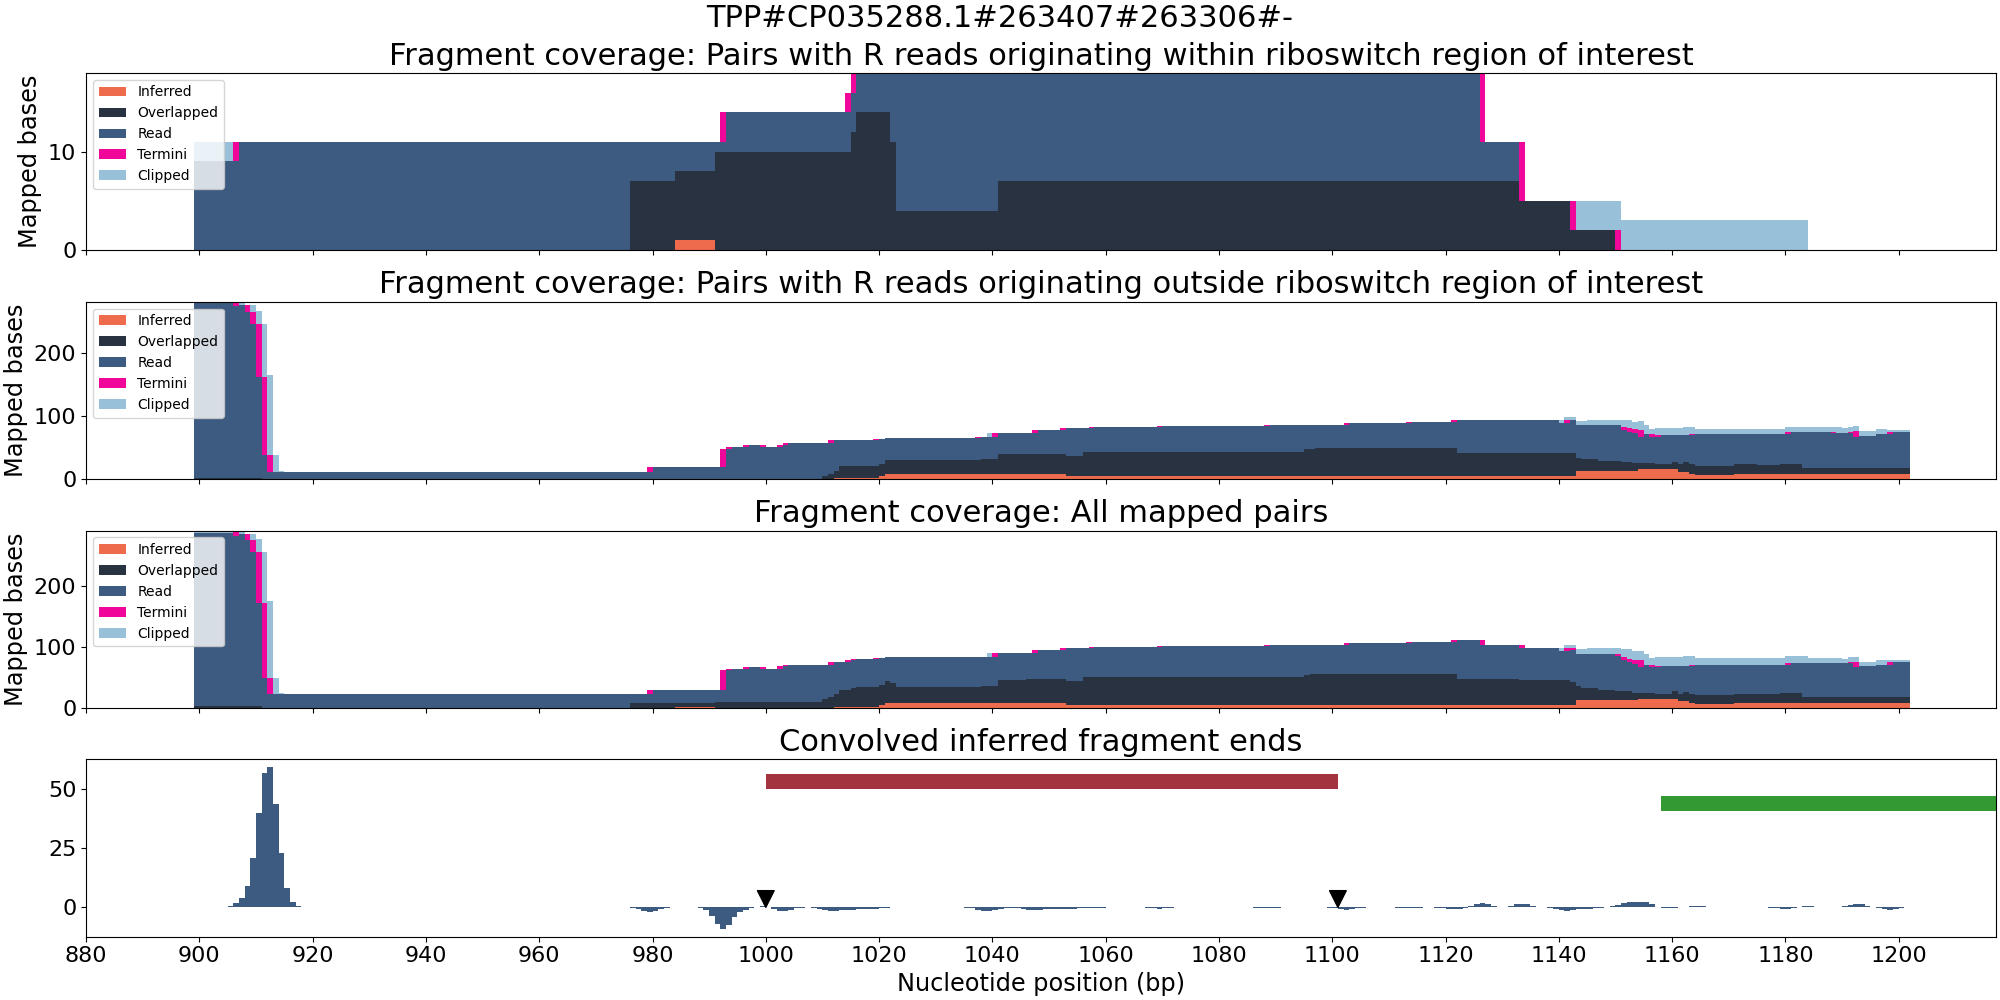 TPP#CP035288.1#263407#263306#-
Fragment coverage: Pairs with R reads originating within riboswitch region of interest
Mapped bases
10
0
Inferred
Overlapped
Read
Termini
Clipped
Fragment coverage: Pairs with R reads originating outside riboswitch region of interest
Mapped bases
200
100
0
Inferred
Overlapped
Read
Termini
Clipped
Fragment coverage: All mapped pairs
Mapped bases
200
100
0
Inferred
Overlapped
Read
Termini
Clipped
Convolved inferred fragment ends
50
25
0
880 900 920 940 960 980 1000 1020 1040 1060 1080 1100 1120 1140 1160 1180 1200
Nucleotide position (bp)